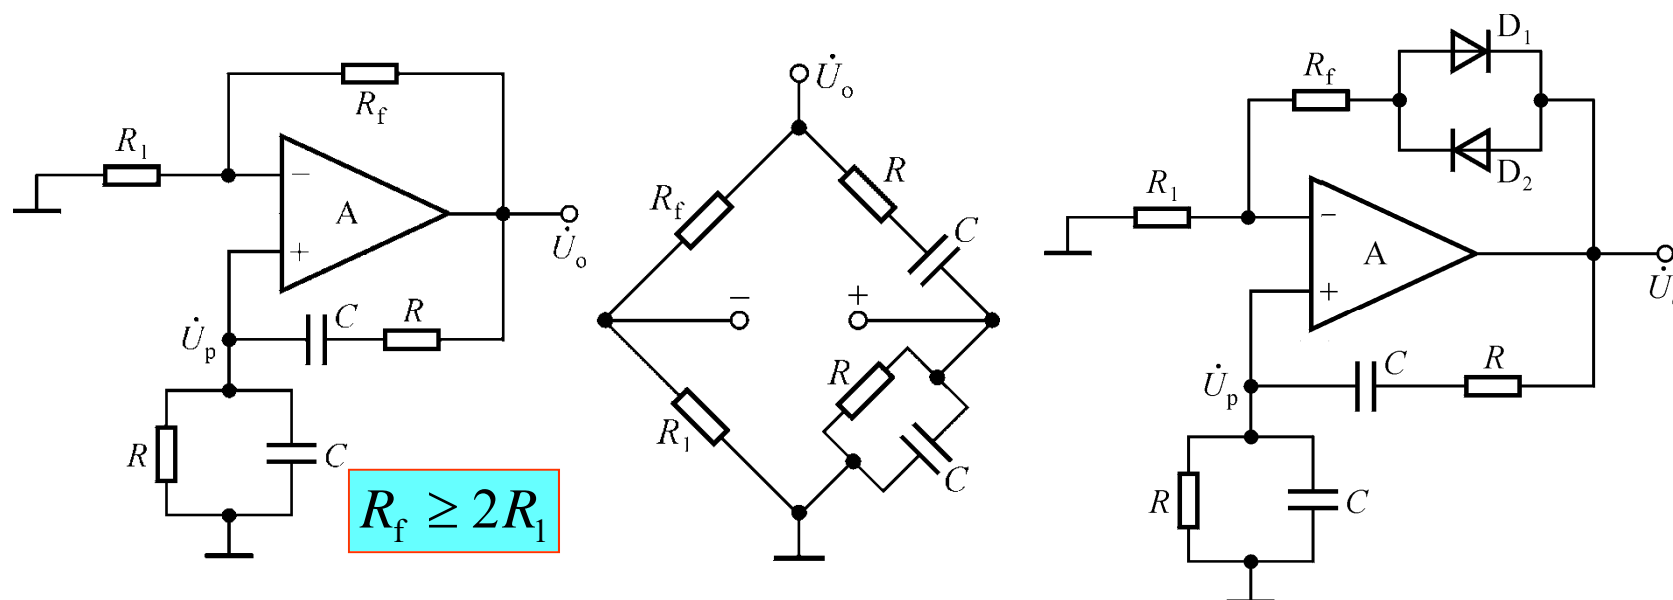 R_f
R_1
−
A
+
U̇_o
U̇_p
C
R
R
C
R_f ≥ 2R_1
U̇_o
R_f
R
C
−
+
R
R_1
C
D_1
R_f
D_2
R_1
−
A
+
U̇_p
C
R
R
C